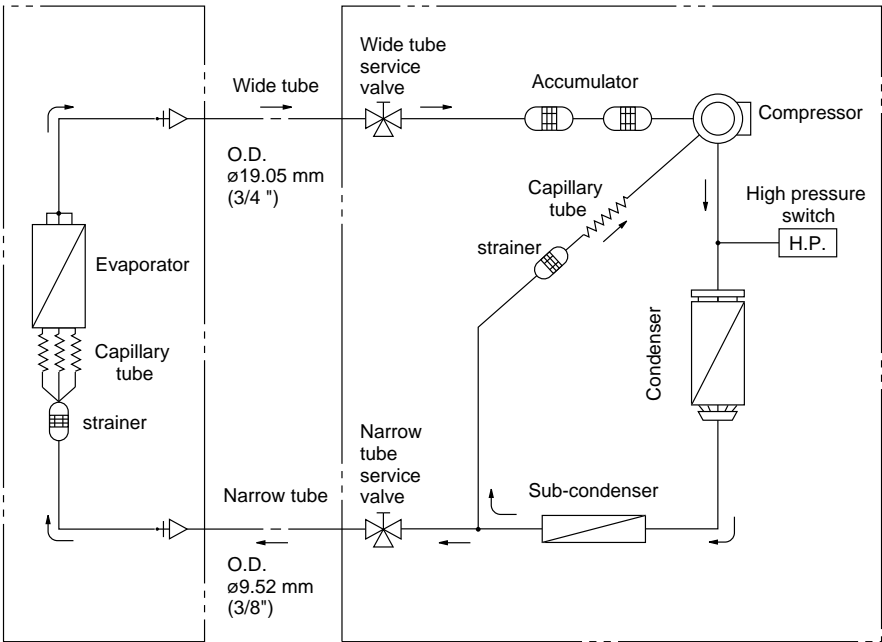 Wide tube
service
valve
Wide tube
Accumulator
Compressor
O.D.
ø19.05 mm
(3/4 ")
Capillary
tube
High pressure
switch
strainer
H.P.
Evaporator
Condenser
Capillary
tube
strainer
Narrow
tube
service
valve
Narrow tube
Sub-condenser
O.D.
ø9.52 mm
(3/8")